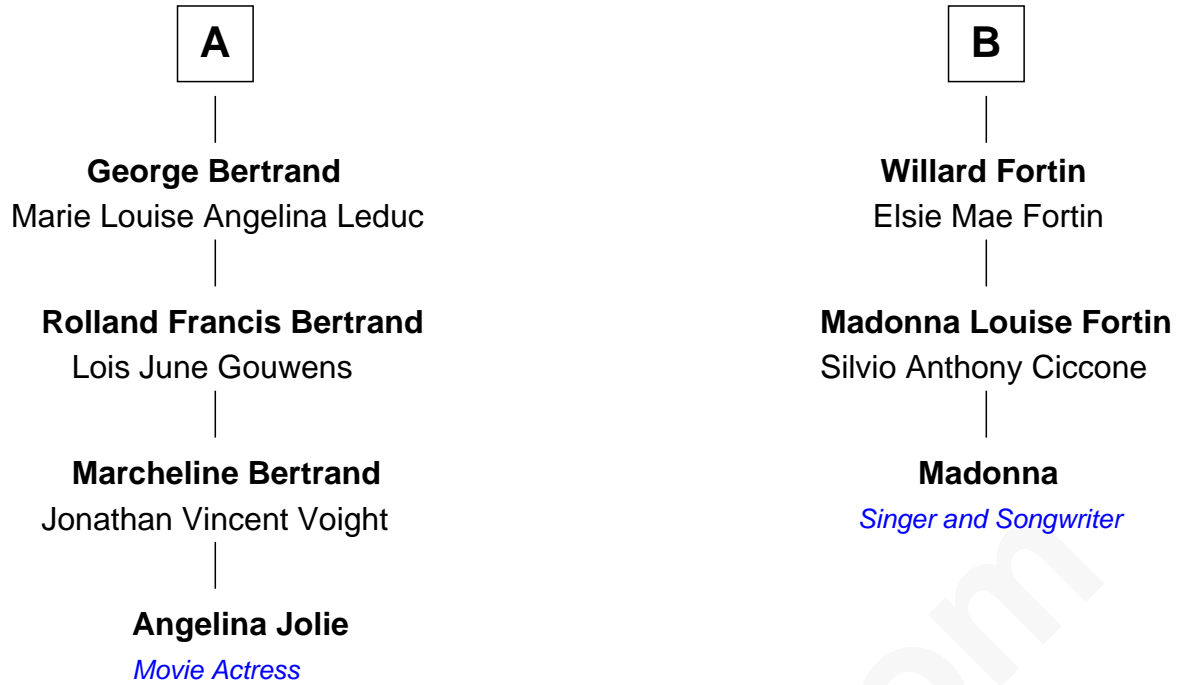 A
George Bertrand
Marie Louise Angelina Leduc
Rolland Francis Bertrand
Lois June Gouwens
Marcheline Bertrand
Jonathan Vincent Voight
Angelina Jolie
Movie Actress
B
Willard Fortin
Elsie Mae Fortin
Madonna Louise Fortin
Silvio Anthony Ciccone
Madonna
Singer and Songwriter
om